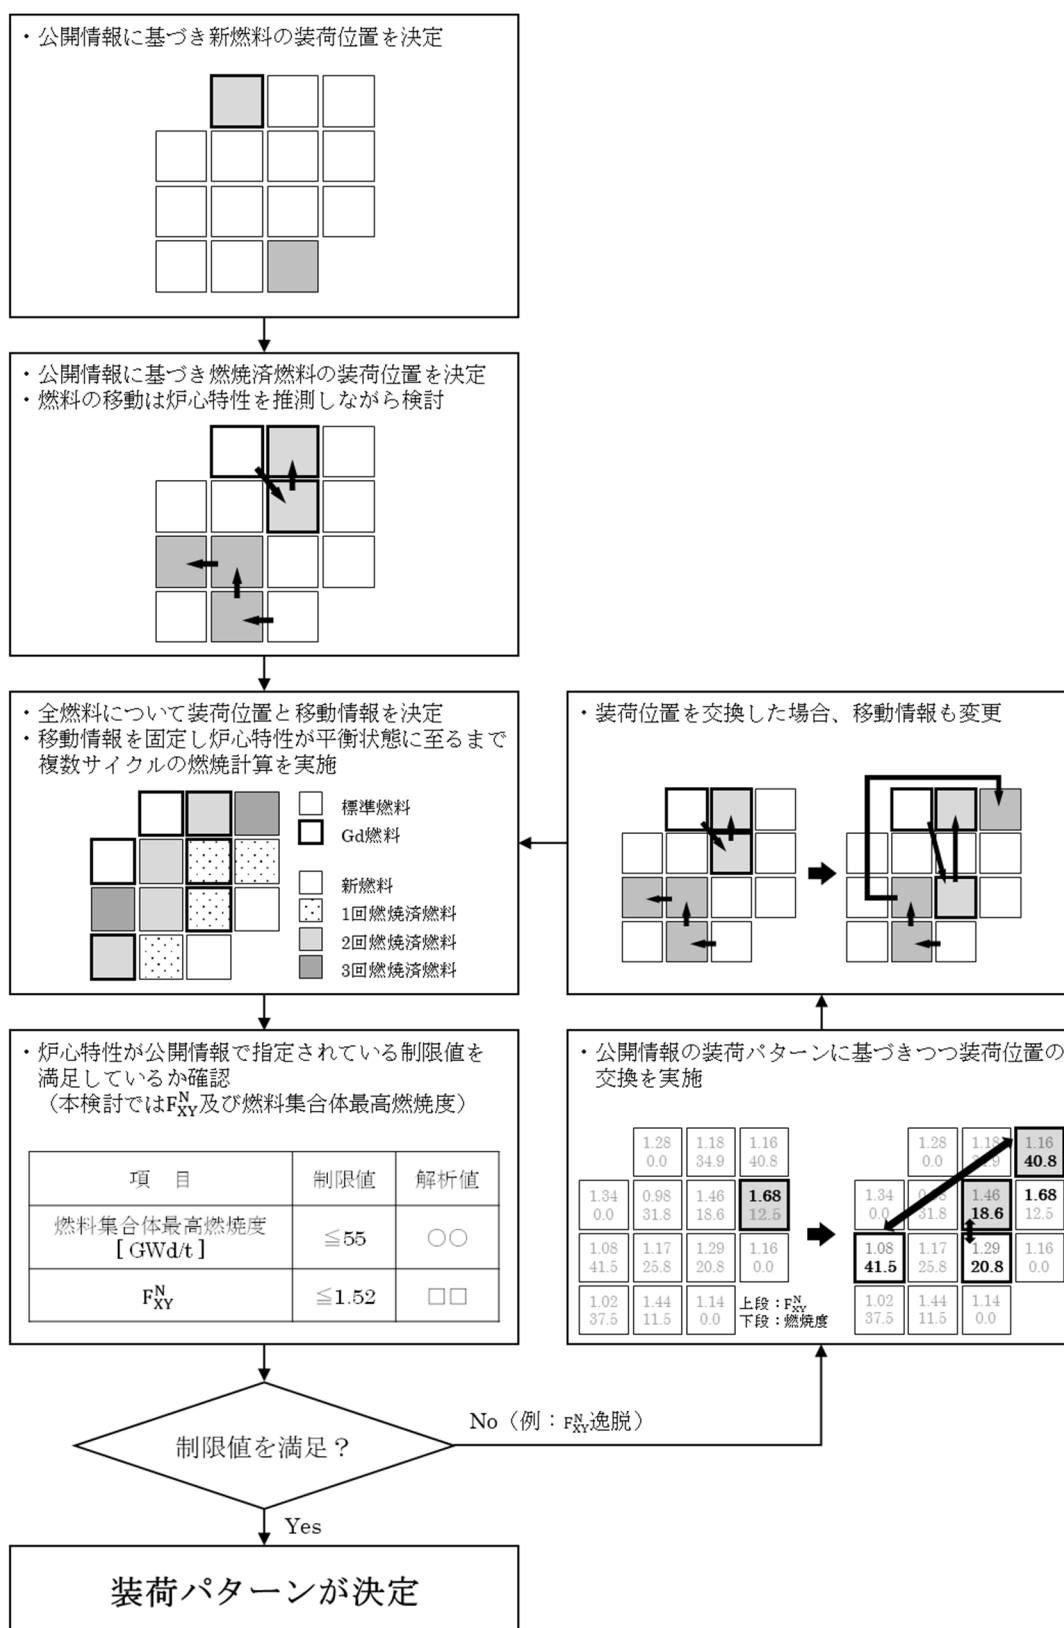 ・公開情報に基づき新燃料の装荷位置を決定
・公開情報に基づき燃焼済燃料の装荷位置を決定
・燃料の移動は炉心特性を推測しながら検討
・全燃料について装荷位置と移動情報を決定
・移動情報を固定し炉心特性が平衡状態に至るまで
複数サイクルの燃焼計算を実施
標準燃料
Gd燃料
新燃料
1回燃焼済燃料
2回燃焼済燃料
3回燃焼済燃料
・装荷位置を交換した場合、移動情報も変更
・炉心特性が公開情報で指定されている制限値を
満足しているか確認
（本検討ではF_XY^N及び燃料集合体最高燃焼度）
項　目 制限値 解析値
燃料集合体最高燃焼度
[ GWd/t ] ≦55 ○○
F_XY^N ≦1.52 □□
・公開情報の装荷パターンに基づきつつ装荷位置の
交換を実施
1.28 1.18 1.16
0.0 34.9 40.8
1.34 0.98 1.46 1.68
0.0 31.8 18.6 12.5
1.08 1.17 1.29 1.16
41.5 25.8 20.8 0.0
1.02 1.44 1.14
37.5 11.5 0.0
上段：F_XY^N
下段：燃焼度
1.28 1.18 1.16
0.0 40.8
1.34 1.46 1.68
0.0 31.8 18.6 12.5
1.08 1.17 1.29 1.16
41.5 25.8 20.8 0.0
1.02 1.44 1.14
37.5 11.5 0.0
制限値を満足？
No（例：F_XY^N逸脱）
Yes
装荷パターンが決定